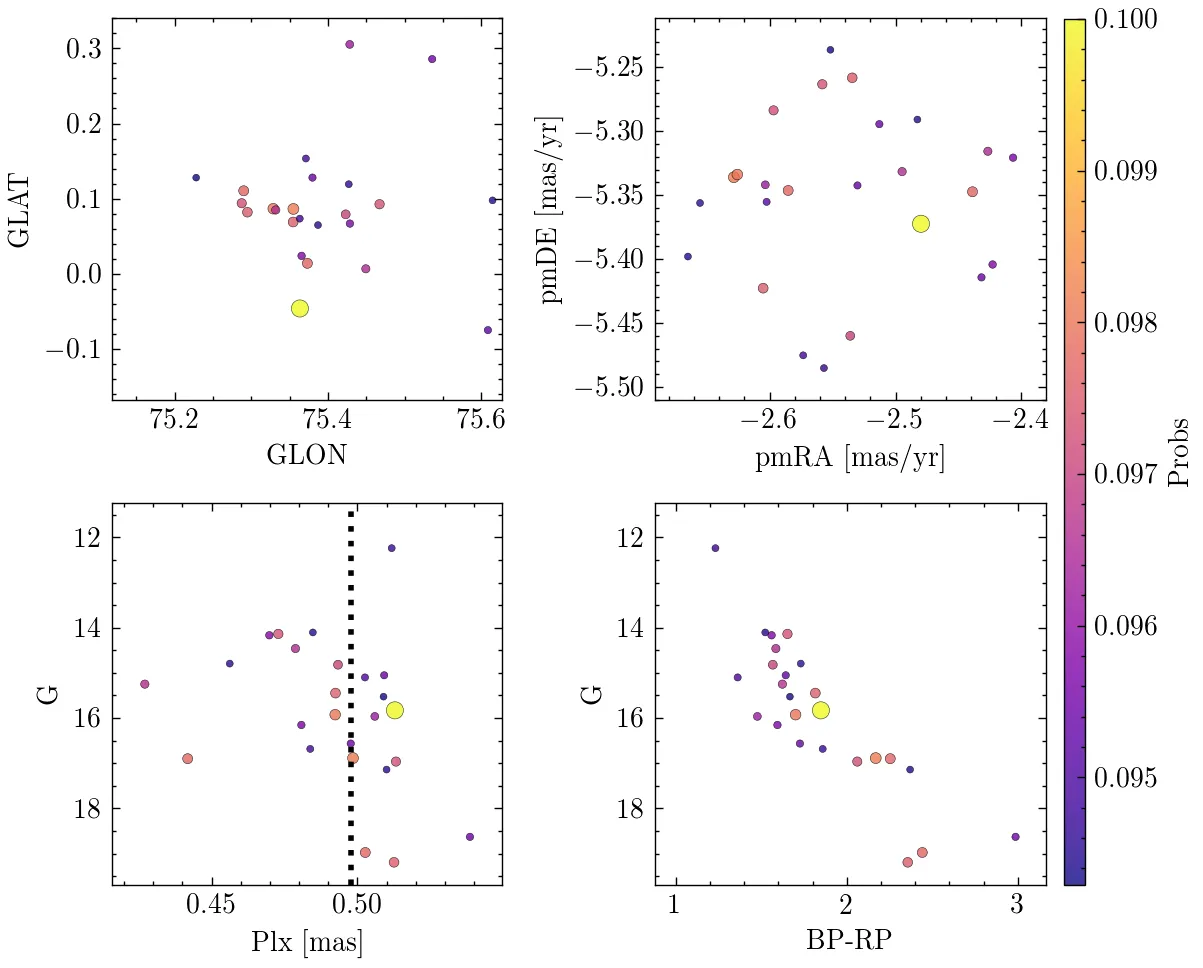 0.3
0.2
0.1
0.0
−0.1
GLAT
75.2 75.4 75.6
GLON
−5.25
−5.30
−5.35
−5.40
−5.45
−5.50
pmDE [mas/yr]
−2.6 −2.5 −2.4
pmRA [mas/yr]
0.100
0.099
0.098
0.097
0.096
0.095
Probs
12
14
16
18
G
0.45 0.50
Plx [mas]
12
14
16
18
G
1 2 3
BP-RP